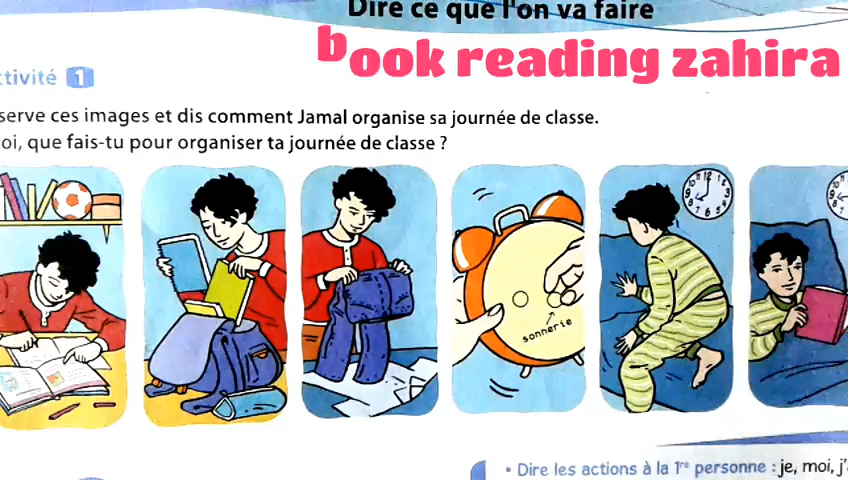 Dire ce que l'on va faire
book reading zahira
ctivité 1
serve ces images et dis comment Jamal organise sa journée de classe.
oi, que fais-tu pour organiser ta journée de classe ?
sonnerie
• Dire les actions à la 1re personne : je, moi, j'a